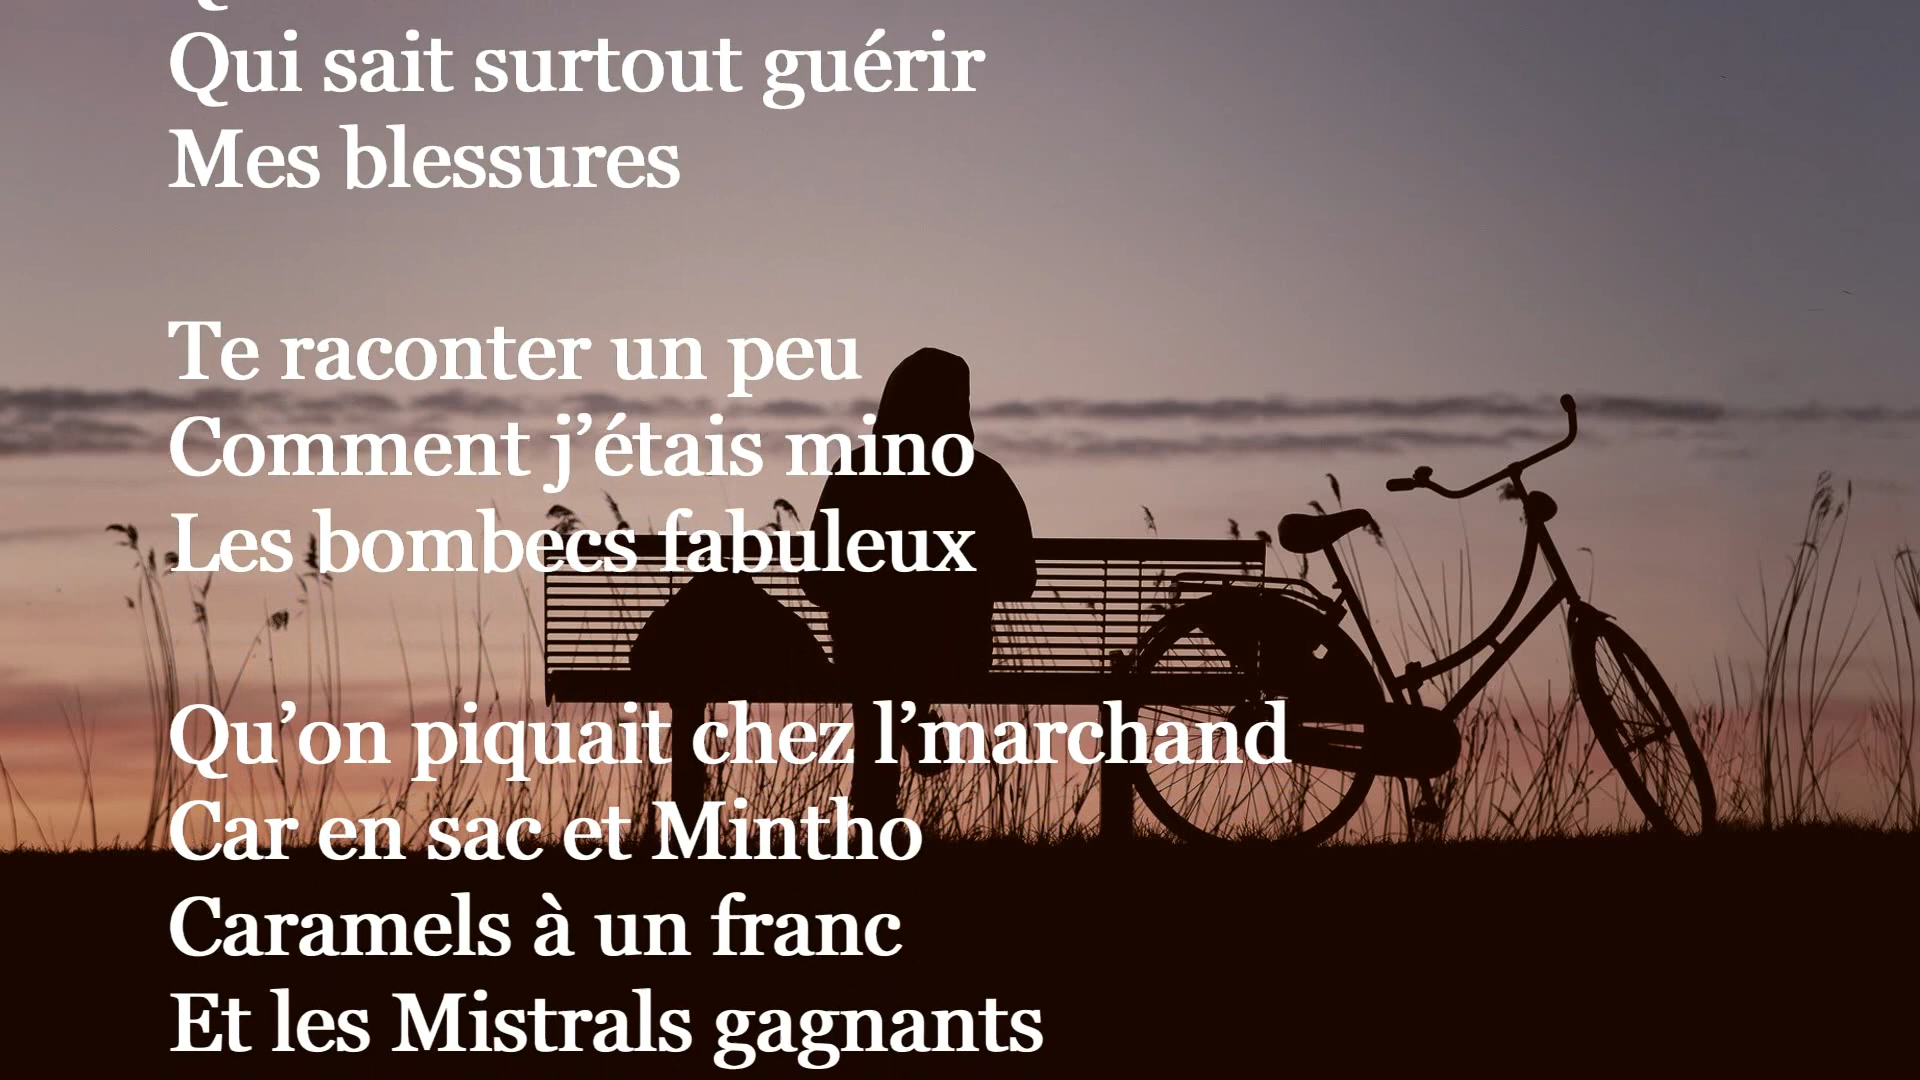 Qui sait surtout guérir
Mes blessures
Te raconter un peu
Comment j’étais mino
Les bombecs fabuleux
Qu’on piquait chez l’marchand
Car en sac et Mintho
Caramels à un franc
Et les Mistrals gagnants